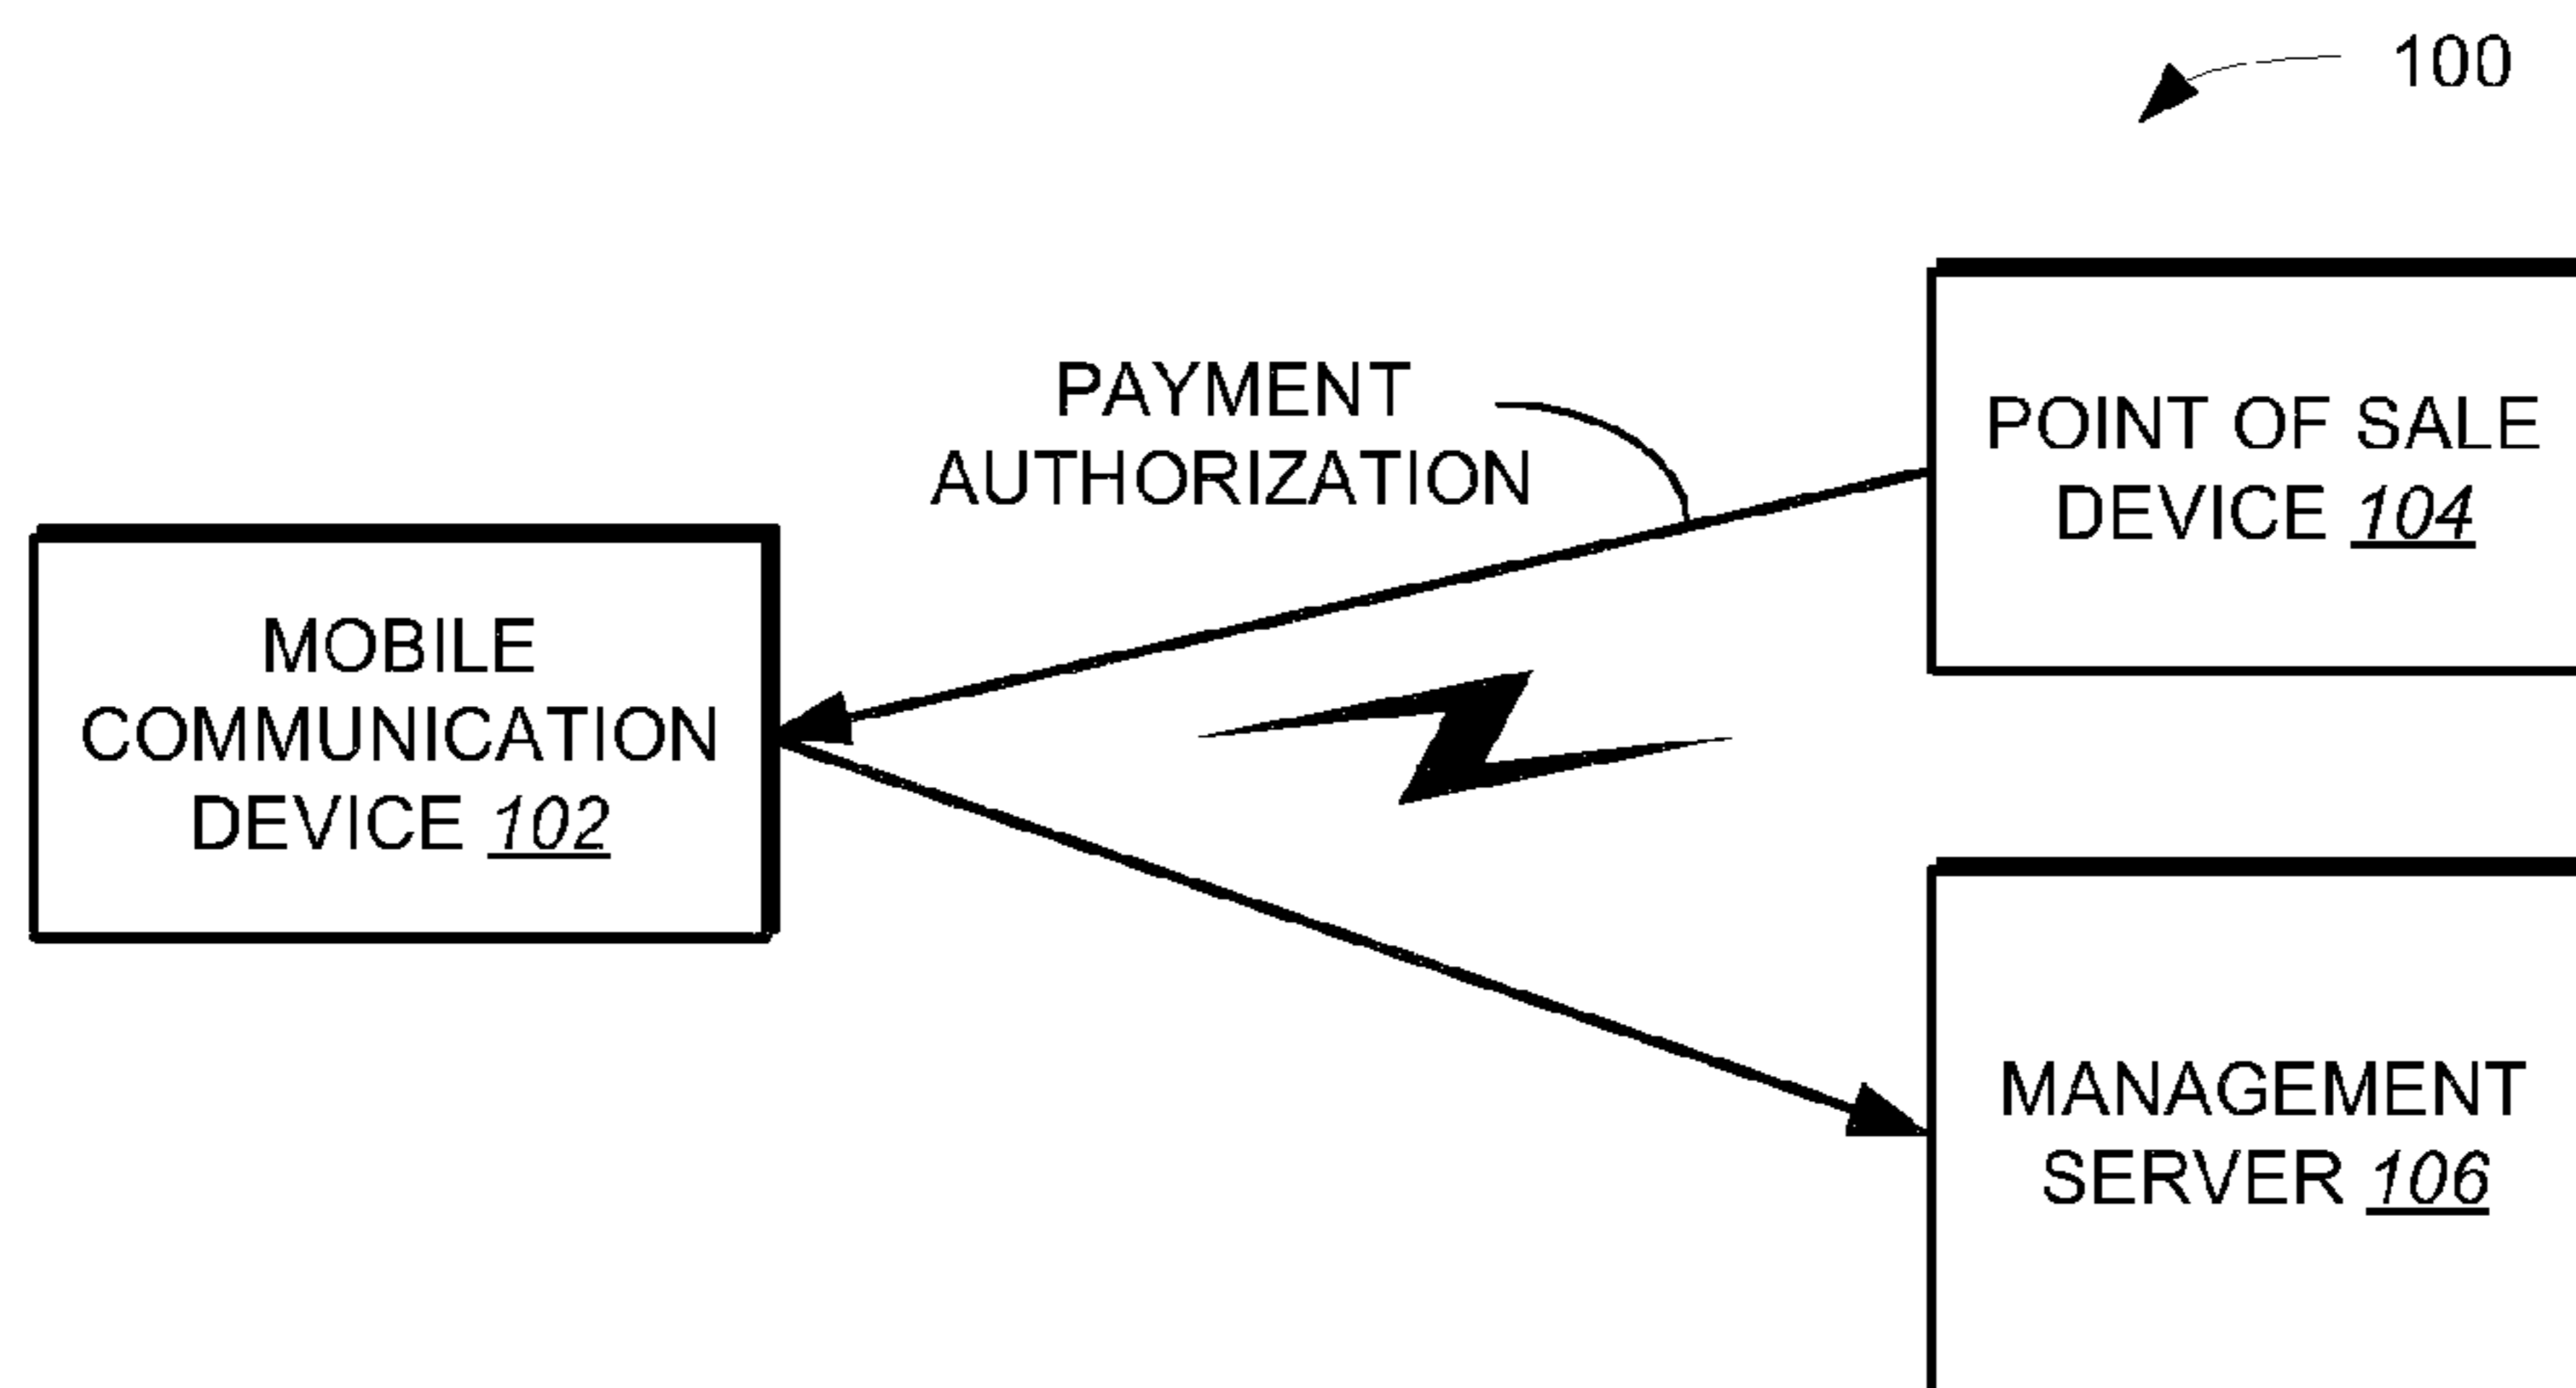 100
PAYMENT
AUTHORIZATION
POINT OF SALE
DEVICE 104
MOBILE
COMMUNICATION
DEVICE 102
MANAGEMENT
SERVER 106